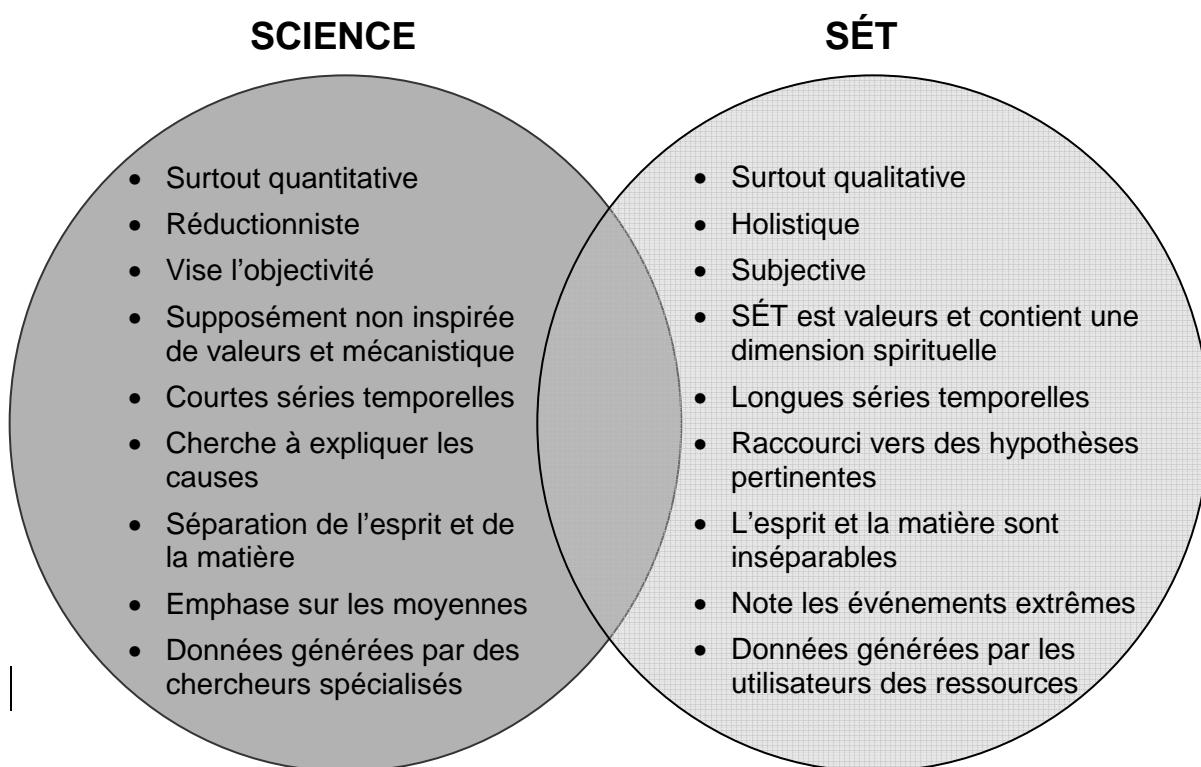 SCIENCE
• Surtout quantitative
• Réductionniste
• Vise l’objectivité
• Supposément non inspirée
de valeurs et mécanistique
• Courtes séries temporelles
• Cherche à expliquer les
causes
• Séparation de l’esprit et de
la matière
• Emphase sur les moyennes
• Données générées par des
chercheurs spécialisés
SÉT
• Surtout qualitative
• Holistique
• Subjective
• SÉT est valeurs et contient une
dimension spirituelle
• Longues séries temporelles
• Raccourci vers des hypothèses
pertinentes
• L’esprit et la matière sont
inséparables
• Note les événements extrêmes
• Données générées par les
utilisateurs des ressources